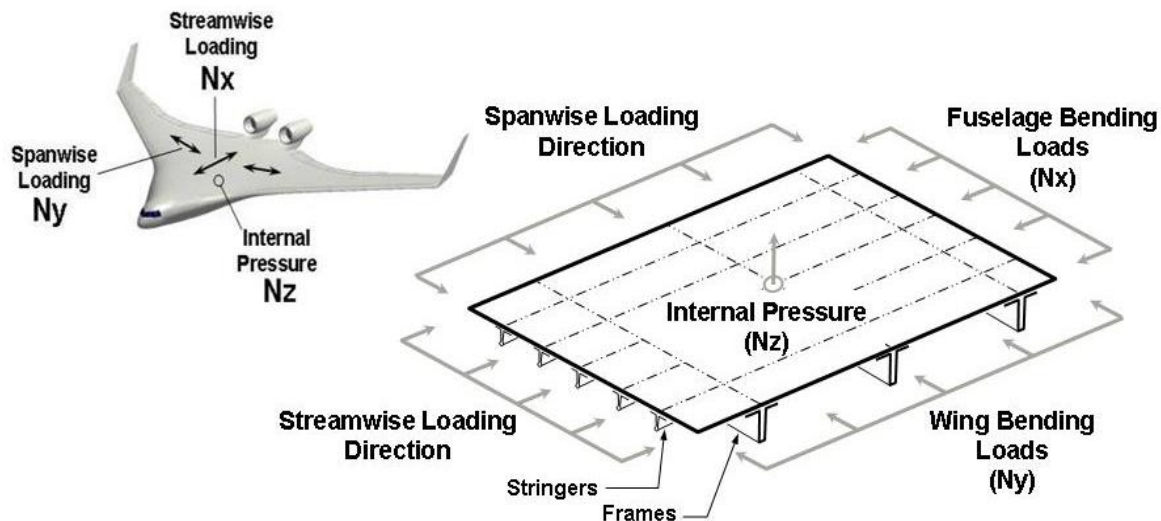 Streamwise
Loading
Nx
Spanwise
Loading
Ny
Internal
Pressure
Nz
Spanwise Loading
Direction
Fuselage Bending
Loads
(Nx)
Internal Pressure
(Nz)
Streamwise Loading
Direction
Wing Bending
Loads
(Ny)
Stringers
Frames